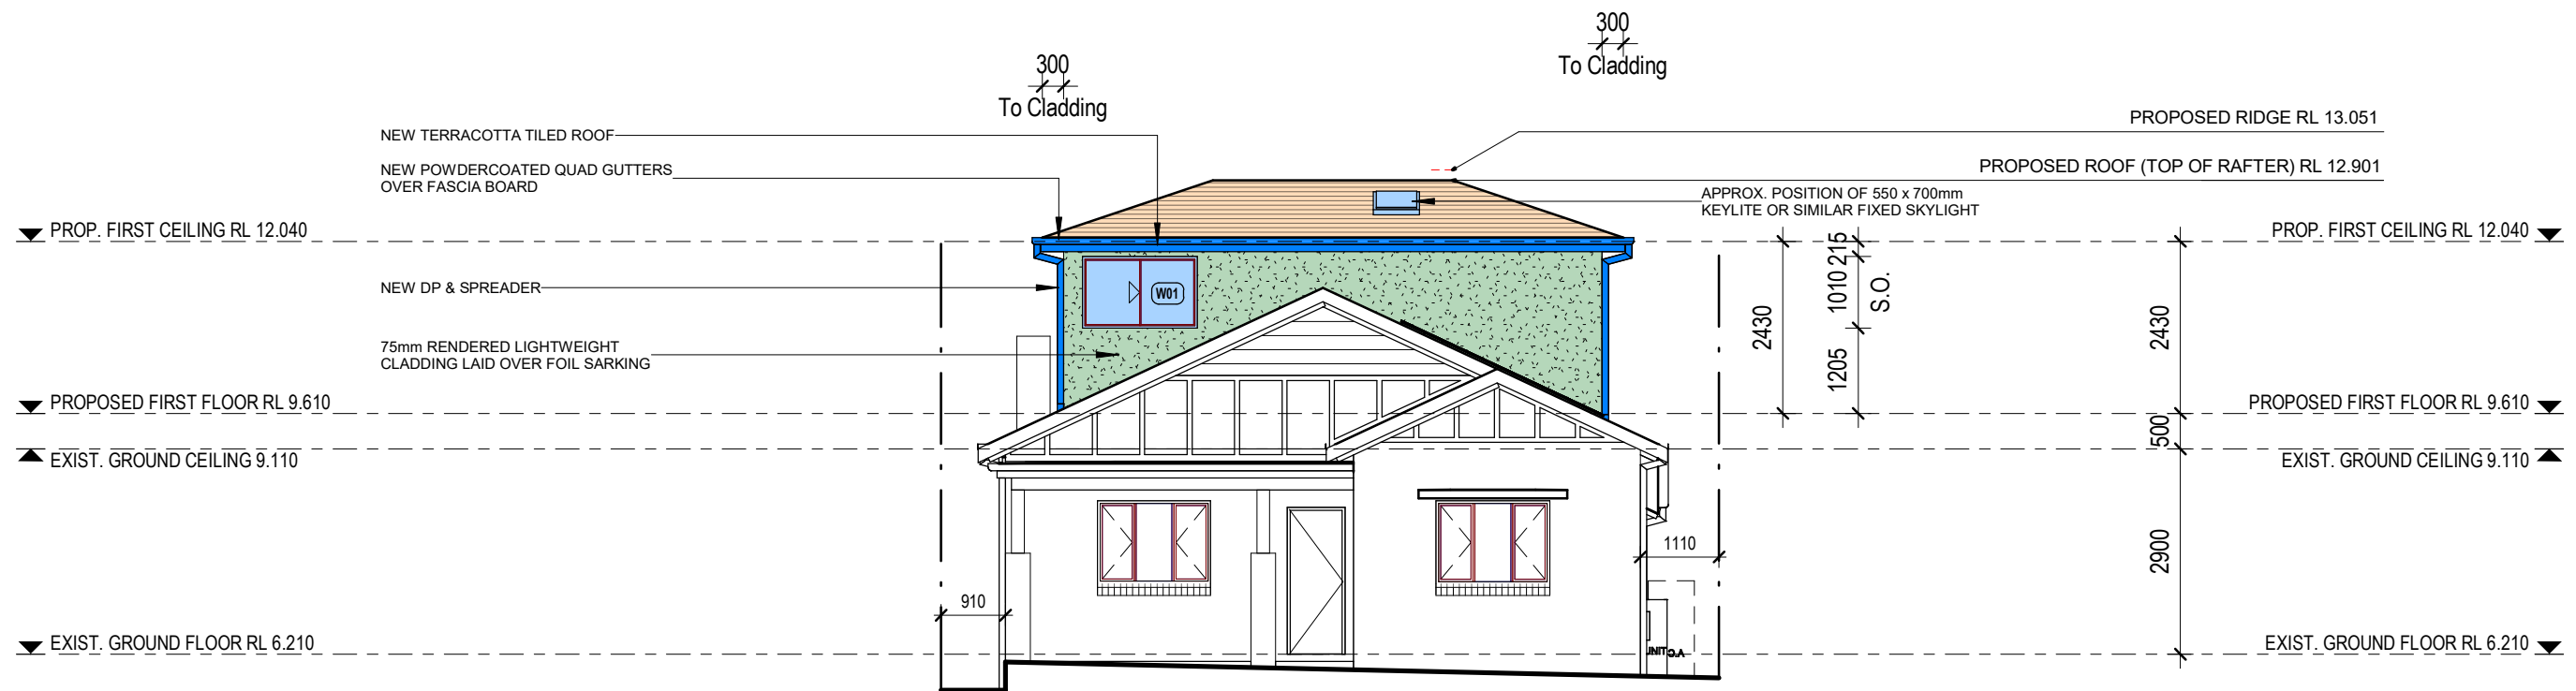 300
To Cladding
300
To Cladding
NEW TERRACOTTA TILED ROOF
NEW POWDERCOATED QUAD GUTTERS
OVER FASCIA BOARD
PROPOSED RIDGE RL 13.051
PROPOSED ROOF (TOP OF RAFTER) RL 12.901
APPROX. POSITION OF 550 x 700mm
KEYLITE OR SIMILAR FIXED SKYLIGHT
PROP. FIRST CEILING RL 12.040
PROP. FIRST CEILING RL 12.040
NEW DP & SPREADER
W01
75mm RENDERED LIGHTWEIGHT
CLADDING LAID OVER FOIL SARKING
2430
215
1010
S.O.
1205
2430
PROPOSED FIRST FLOOR RL 9.610
PROPOSED FIRST FLOOR RL 9.610
500
EXIST. GROUND CEILING 9.110
EXIST. GROUND CEILING 9.110
2900
1110
910
EXIST. GROUND FLOOR RL 6.210
EXIST. GROUND FLOOR RL 6.210